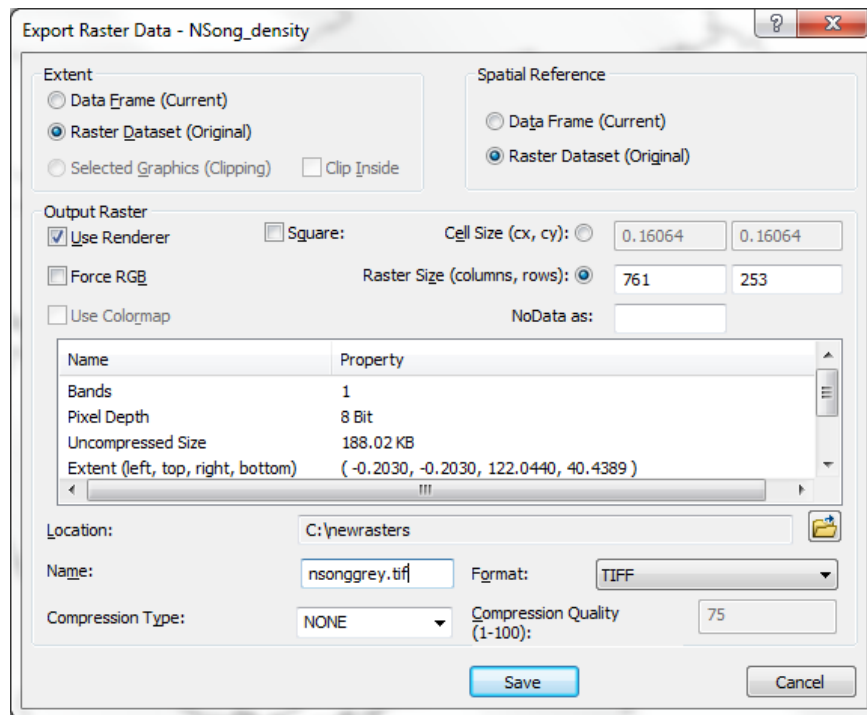 Export Raster Data - NSong_density
Extent
Data Frame (Current)
Raster Dataset (Original)
Selected Graphics (Clipping) Clip Inside
Spatial Reference
Data Frame (Current)
Raster Dataset (Original)
Output Raster
Use Renderer Square: Cell Size (cx, cy): 0.16064 0.16064
Force RGB Raster Size (columns, rows): 761 253
Use Colormap NoData as:
Name Property
Bands 1
Pixel Depth 8 Bit
Uncompressed Size 188.02 KB
Extent (left, top, right, bottom) ( -0.2030, -0.2030, 122.0440, 40.4389 )
Location: C:\newrasters
Name: nsonggrey.tif Format: TIFF
Compression Type: NONE Compression Quality
(1-100): 75
Save Cancel